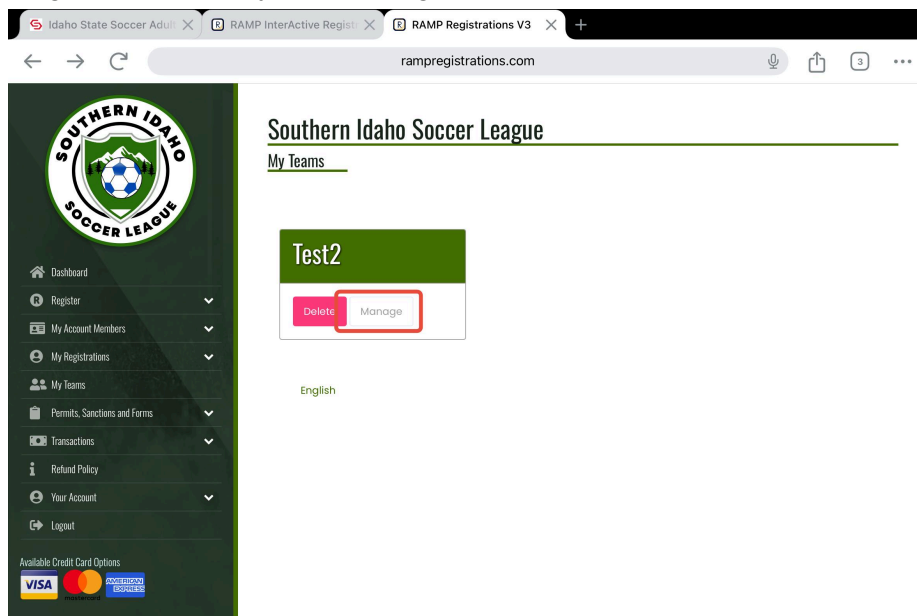 Idaho State Soccer Adult
RAMP InterActive Registr
RAMP Registrations V3
rampregistrations.com
3
SOUTHERN IDAHO
SOCCER LEAGUE
Southern Idaho Soccer League
My Teams
Test2
Delete
Manage
English
Dashboard
Register
My Account Members
My Registrations
My Teams
Permits, Sanctions and Forms
Transactions
Refund Policy
Your Account
Logout
Available Credit Card Options
VISA
mastercard
AMERICAN
EXPRESS